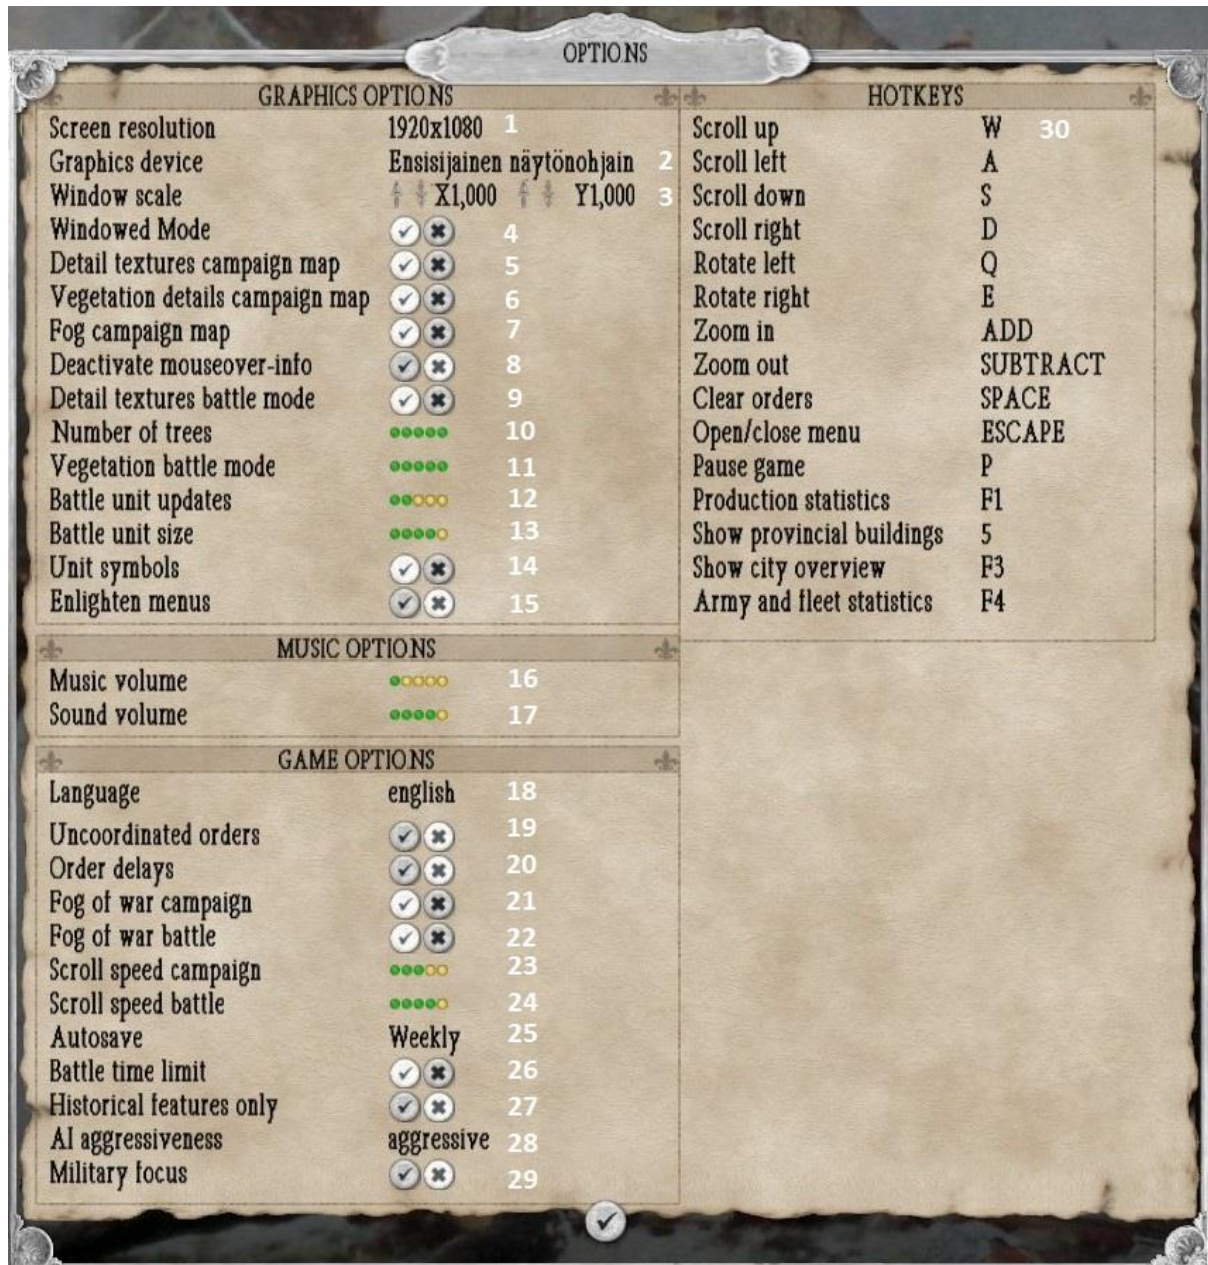 OPTIONS
GRAPHICS OPTIONS
Screen resolution 1920x1080 1
Graphics device Ensisijainen näytönohjain 2
Window scale X1,000 Y1,000 3
Windowed Mode 4
Detail textures campaign map 5
Vegetation details campaign map 6
Fog campaign map 7
Deactivate mouseover-info 8
Detail textures battle mode 9
Number of trees 10
Vegetation battle mode 11
Battle unit updates 12
Battle unit size 13
Unit symbols 14
Enlighten menus 15
MUSIC OPTIONS
Music volume 16
Sound volume 17
GAME OPTIONS
Language english 18
Uncoordinated orders 19
Order delays 20
Fog of war campaign 21
Fog of war battle 22
Scroll speed campaign 23
Scroll speed battle 24
Autosave Weekly 25
Battle time limit 26
Historical features only 27
AI aggressiveness aggressive 28
Military focus 29
HOTKEYS
Scroll up W 30
Scroll left A
Scroll down S
Scroll right D
Rotate left Q
Rotate right E
Zoom in ADD
Zoom out SUBTRACT
Clear orders SPACE
Open/close menu ESCAPE
Pause game P
Production statistics F1
Show provincial buildings 5
Show city overview F3
Army and fleet statistics F4